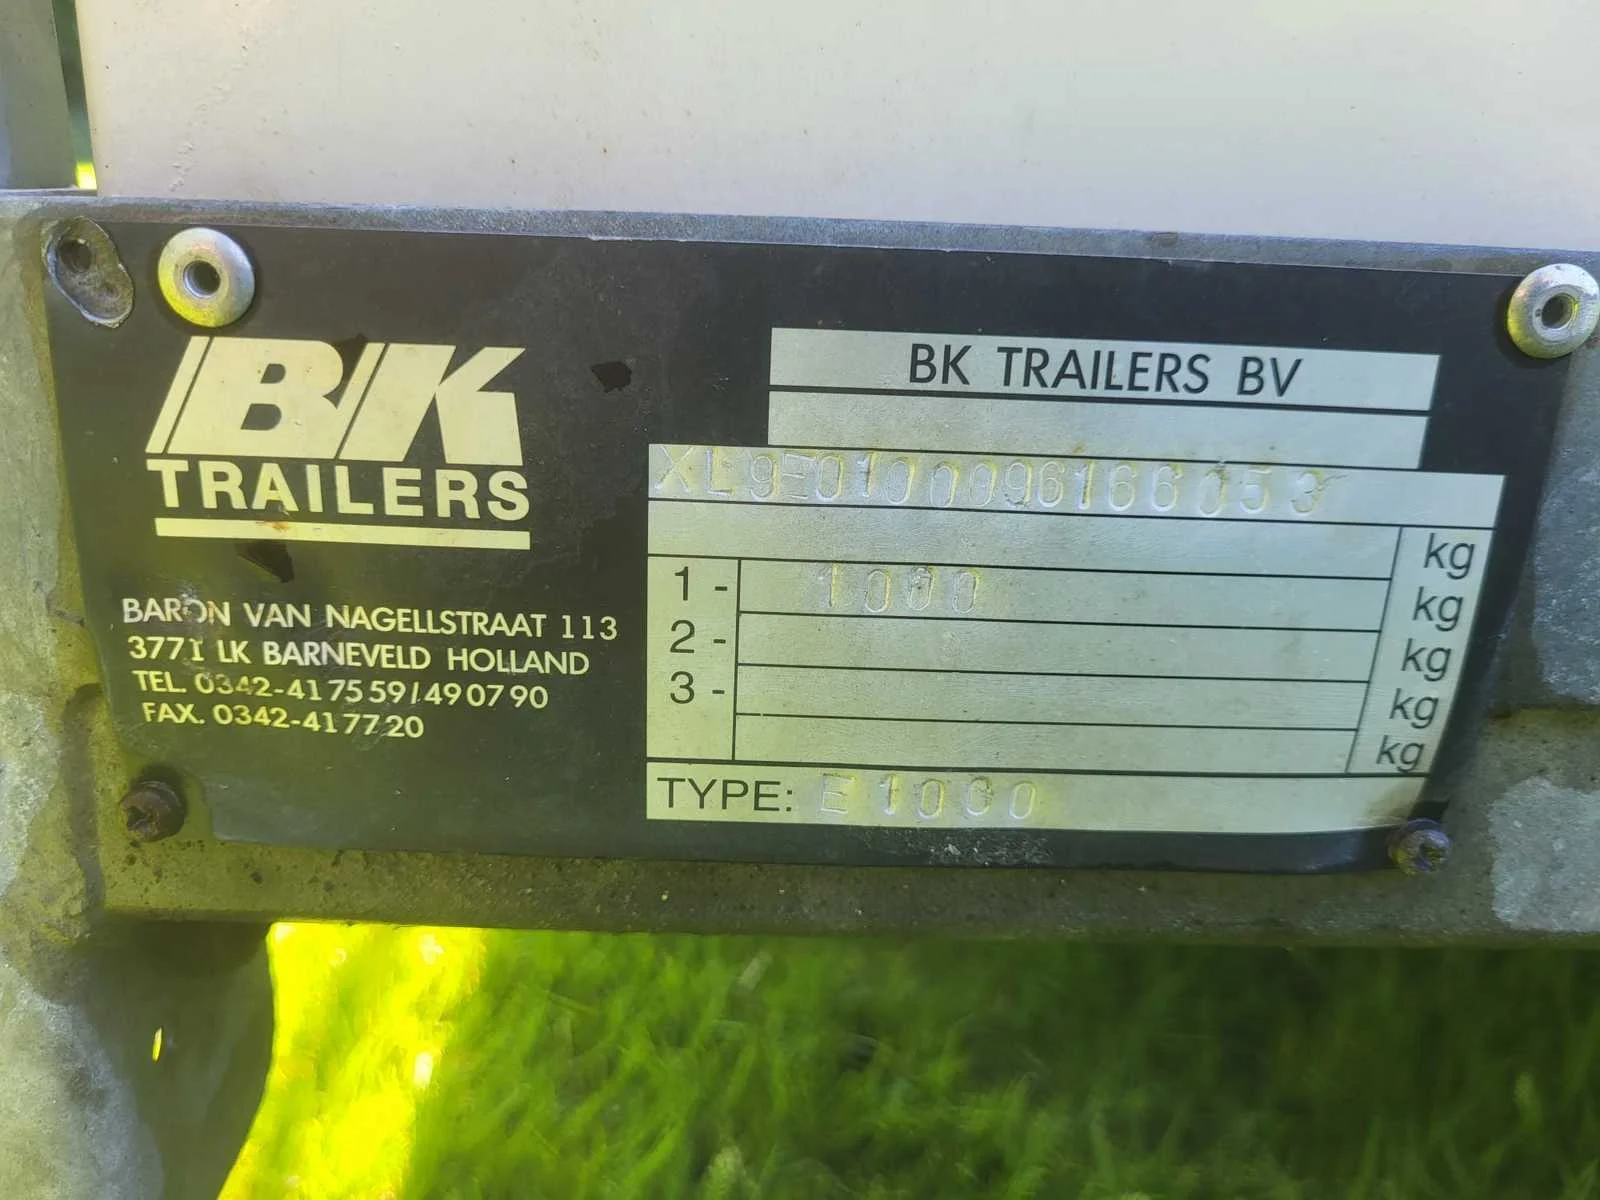 BK
TRAILERS
BARON VAN NAGELLSTRAAT 113
3771 LK BARNEVELD HOLLAND
TEL. 0342-417559/490790
FAX. 0342-417720
BK TRAILERS BV
XL9E0100096166053
kg
1- 1000 kg
2- kg
3- kg
kg
TYPE: E1000